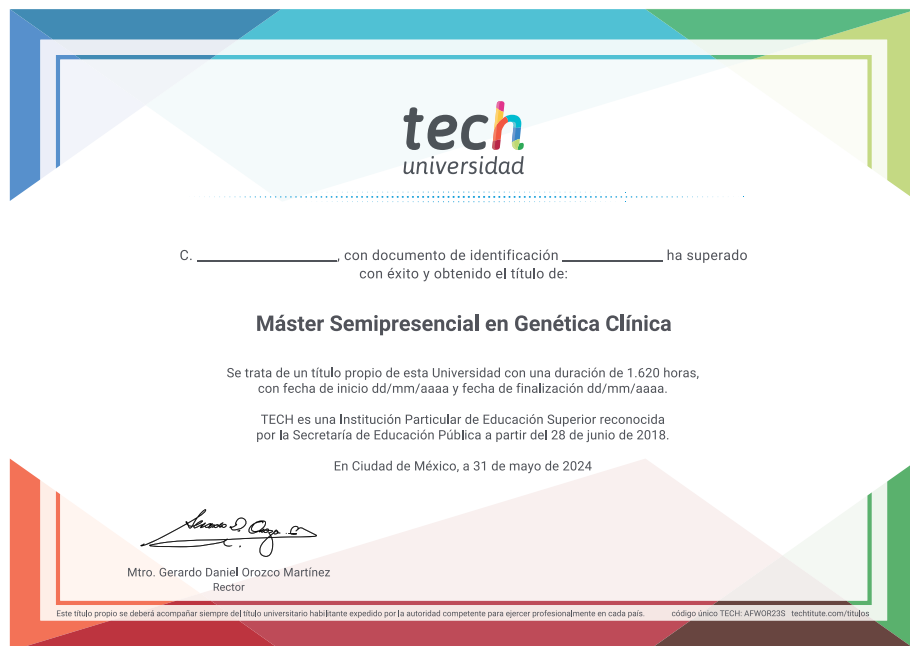 tech
universidad
C. ____________________, con documento de identificación ______________ ha superado
con éxito y obtenido el título de:
Máster Semipresencial en Genética Clínica
Se trata de un título propio de esta Universidad con una duración de 1.620 horas,
con fecha de inicio dd/mm/aaaa y fecha de finalización dd/mm/aaaa.
TECH es una Institución Particular de Educación Superior reconocida
por la Secretaría de Educación Pública a partir del 28 de junio de 2018.
En Ciudad de México, a 31 de mayo de 2024
Mtro. Gerardo Daniel Orozco Martínez
Rector
Este título propio se deberá acompañar siempre del título universitario habilitante expedido por la autoridad competente para ejercer profesionalmente en cada país. código único TECH: AFWOR23S techtitute.com/titulos